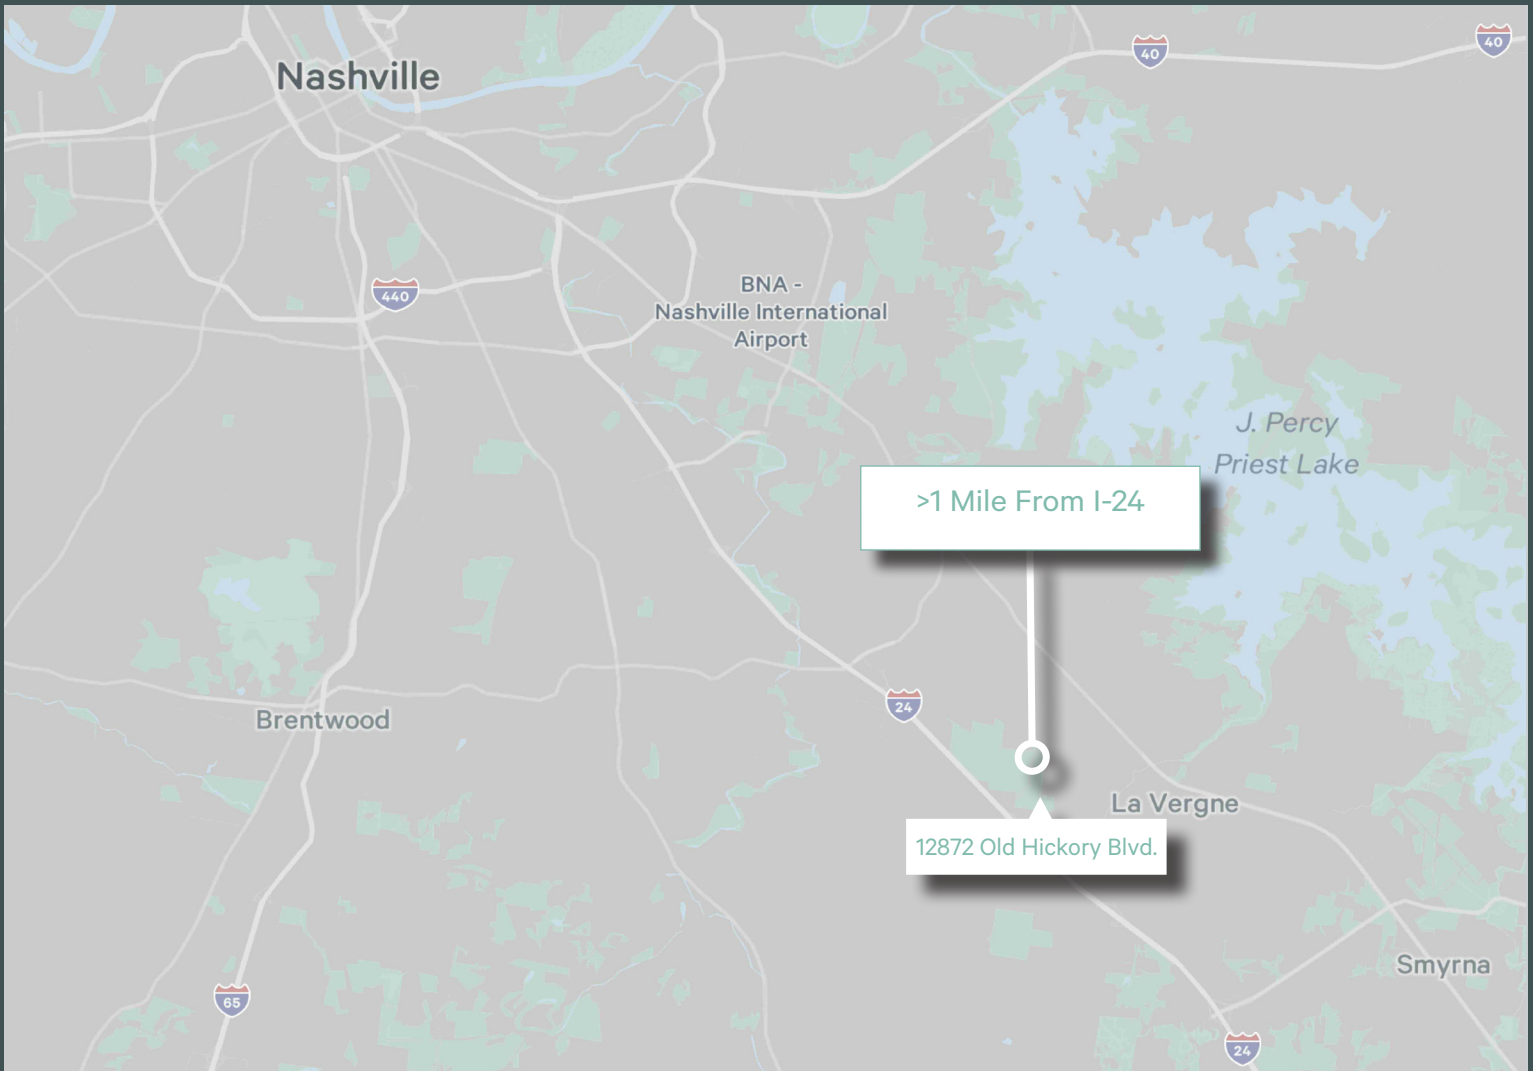 Nashville
40
40
440
BNA -
Nashville International
Airport
J. Percy
Priest Lake
>1 Mile From I-24
24
Brentwood
La Vergne
12872 Old Hickory Blvd.
Smyrna
65
24